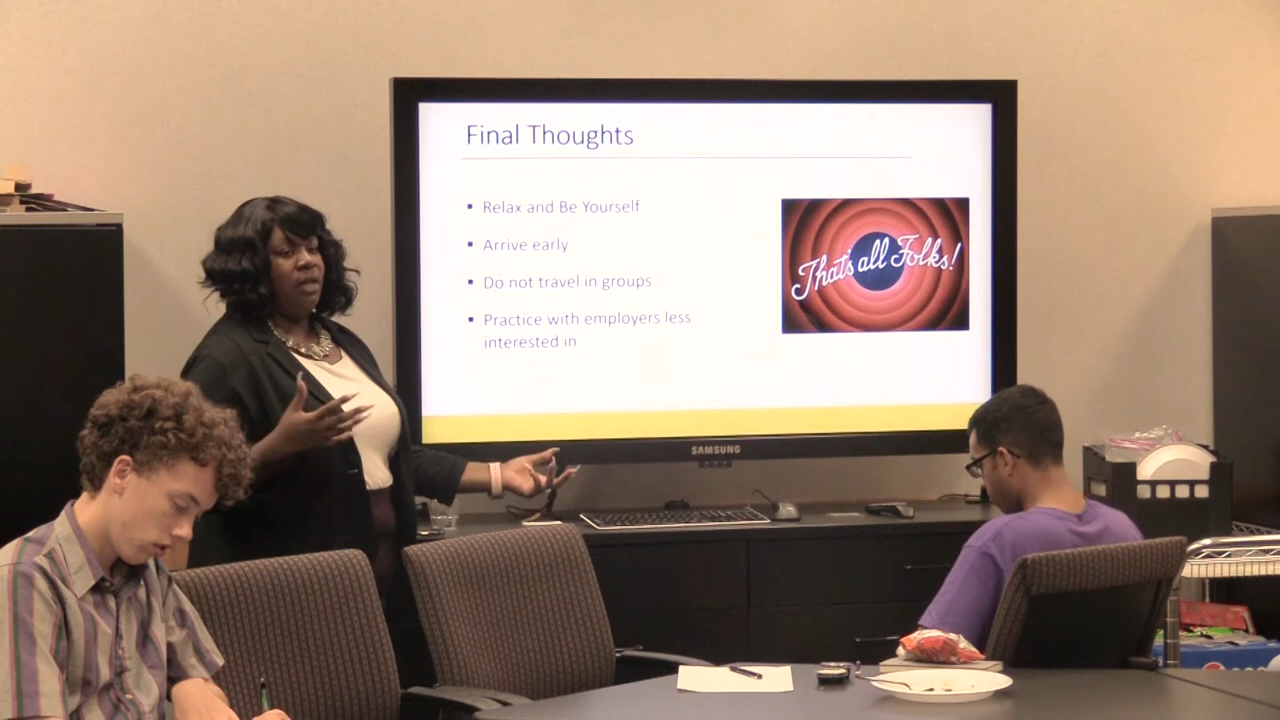 Final Thoughts
▪ Relax and Be Yourself
▪ Arrive early
▪ Do not travel in groups
▪ Practice with employers less
interested in
That's all Folks!
SAMSUNG
pepsi